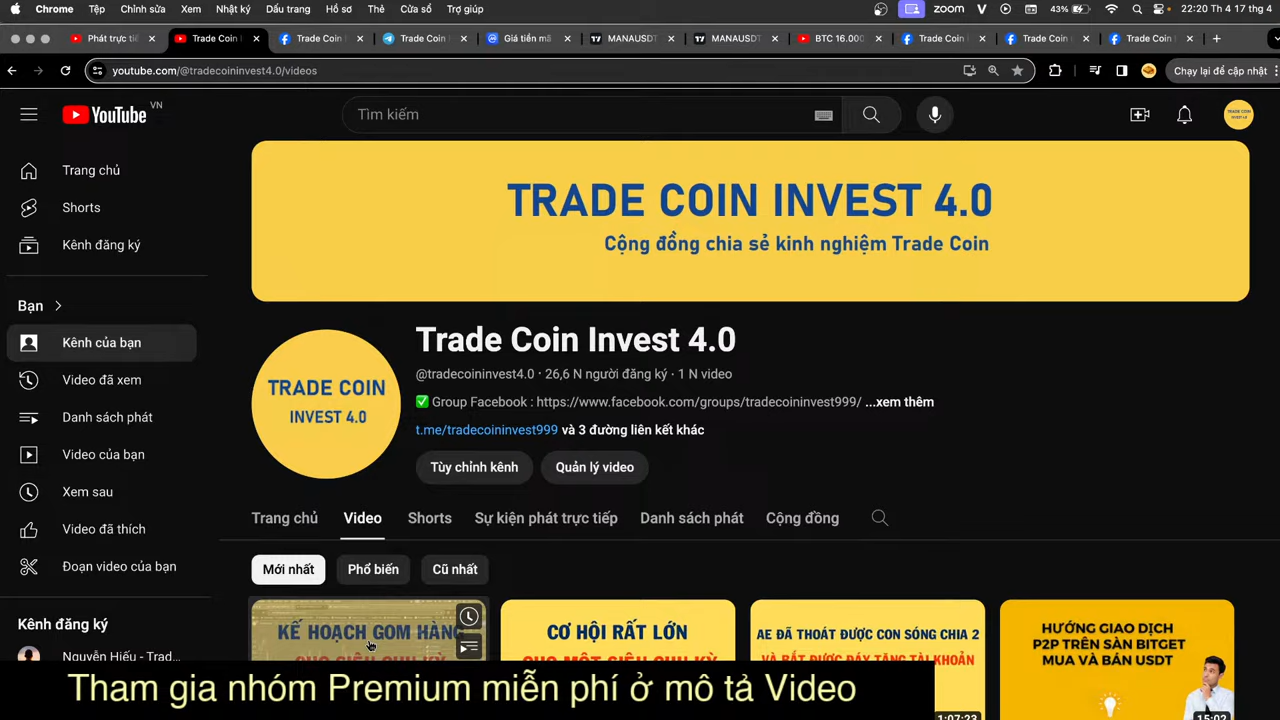 Chrome Tệp Chỉnh sửa Xem Nhật ký Dấu trang Hồ sơ Thẻ Cửa sổ Trợ giúp zoom 43% 22:20 Th 4 17 thg 4
Phát trực tiế Trade Coin Trade Coin Trade Coin Giá tiền mã MANAUSDT MANAUSDT BTC 16.000 Trade Coin Trade Coin Trade Coin
youtube.com/@tradecoininvest4.0/videos Chạy lại để cập nhật
YouTube VN Tìm kiếm
Trang chủ
Shorts
Kênh đăng ký
Bạn
Kênh của bạn
Video đã xem
Danh sách phát
Video của bạn
Xem sau
Video đã thích
Đoạn video của bạn
Kênh đăng ký
Nguyễn Hiếu - Trad...
TRADE COIN INVEST 4.0
Cộng đồng chia sẻ kinh nghiệm Trade Coin
TRADE COIN
INVEST 4.0
Trade Coin Invest 4.0
@tradecoininvest4.0 · 26,6 N người đăng ký · 1 N video
✅ Group Facebook : https://www.facebook.com/groups/tradecoininvest999/ ...xem thêm
t.me/tradecoininvest999 và 3 đường liên kết khác
Tùy chỉnh kênh Quản lý video
Trang chủ Video Shorts Sự kiện phát trực tiếp Danh sách phát Cộng đồng
Mới nhất Phổ biến Cũ nhất
KẾ HOẠCH GOM HÀNG
CHO SIÊU CHU KỲ
CƠ HỘI RẤT LỚN
CHO MỘT SIÊU CHU KỲ
AE ĐÃ THOÁT ĐƯỢC CON SÓNG CHIA 2
VÀ BẮT ĐƯỢC ĐÁY TĂNG TÀI KHOẢN
1:07:23
HƯỚNG GIAO DỊCH
P2P TRÊN SÀN BITGET
MUA VÀ BÁN USDT
15:02
Tham gia nhóm Premium miễn phí ở mô tả Video